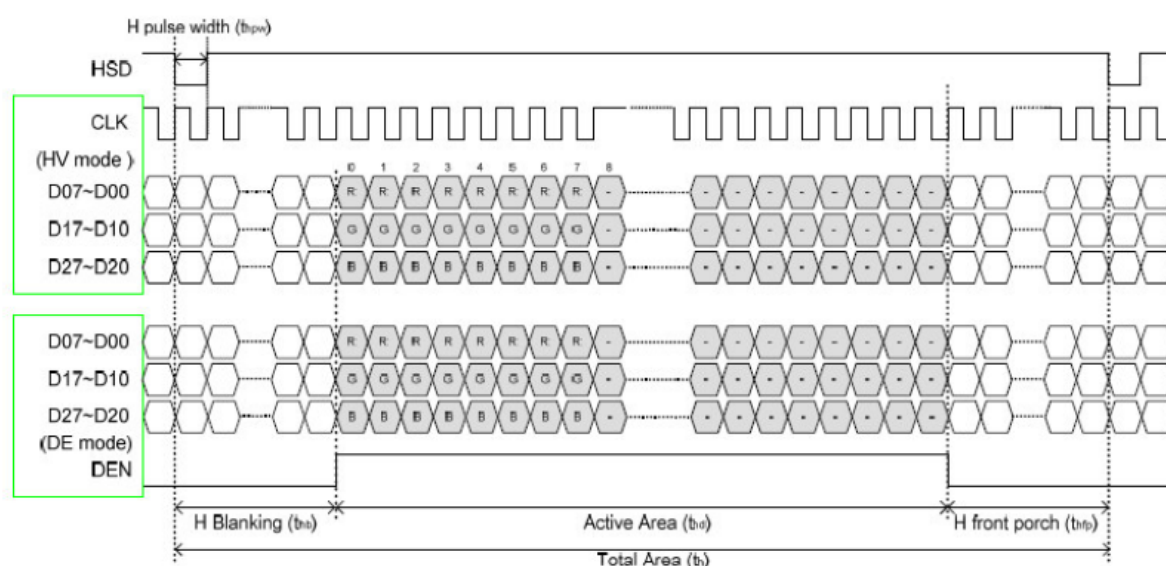 H pulse width (thpw)
HSD
CLK
(HV mode )
0 1 2 3 4 5 6 7 8
D07~D00 R R R R R R R R - - - - - - - - -
D17~D10 G G G G G G G G - - - - - - - - -
D27~D20 B B B B B B B B - - - - - - - - -
D07~D00 R R R R R R R R - - - - - - - - -
D17~D10 G G G G G G G G - - - - - - - - -
D27~D20 B B B B B B B B - - - - - - - - -
(DE mode)
DEN
H Blanking (thb) Active Area (thd) H front porch (thfp)
Total Area (th)